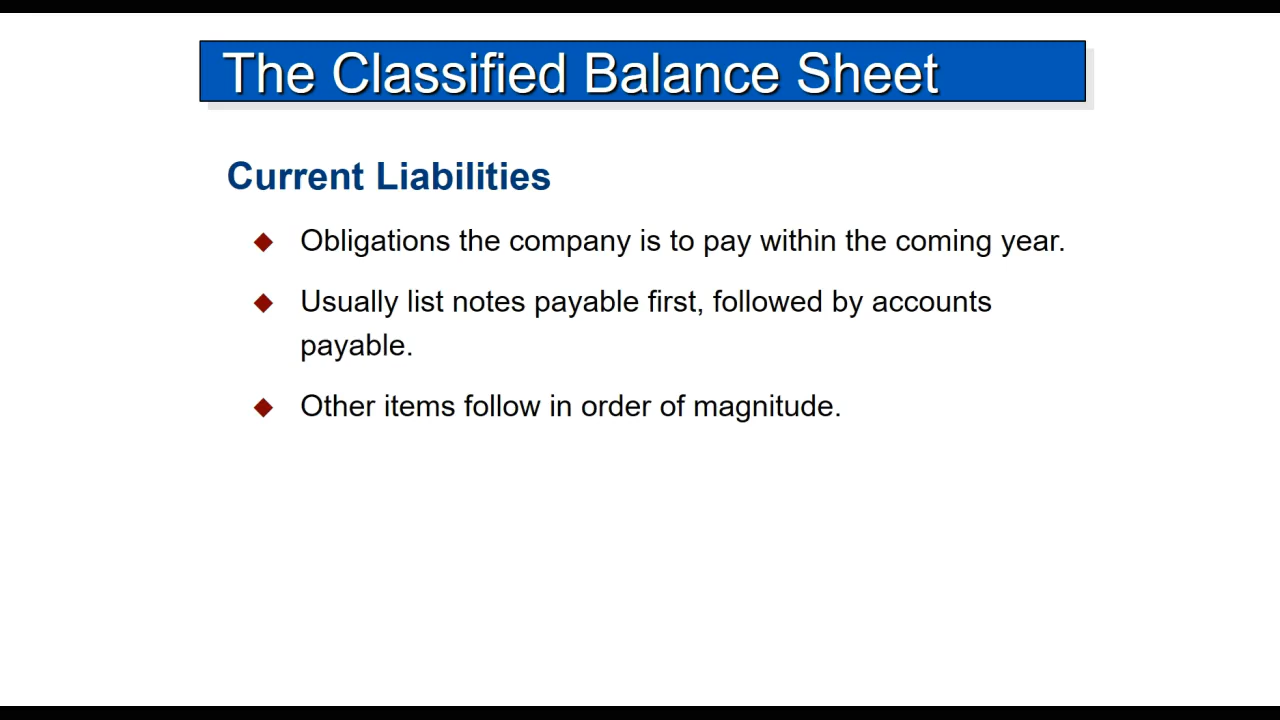 The Classified Balance Sheet
Current Liabilities
Obligations the company is to pay within the coming year.
Usually list notes payable first, followed by accounts
payable.
Other items follow in order of magnitude.